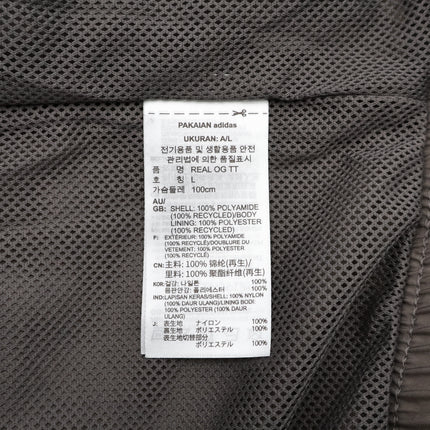 PAKAIAN adidas
UKURAN: A/L
전기용품 및 생활용품 안전
관리법에 의한 품질표시
품 명 REAL OG TT
호 칭 L
가슴둘레 100cm
AU/
GB: SHELL: 100% POLYAMIDE
(100% RECYCLED)/BODY
LINING: 100% POLYESTER
(100% RECYCLED)
F: EXTÉRIEUR: 100% POLYAMIDE
(100% RECYCLÉ)/DOUBLURE DU
VÊTEMENT: 100% POLYESTER
(100% RECYCLÉ)
CN: 主料: 100% 锦纶(再生)/
里料: 100% 聚酯纤维(再生)
KOR: 겉감: 나일론 100%
몸판안감: 폴리에스터 100%
IND: LAPISAN KERAS/SHELL: 100% NYLON
(100% DAUR ULANG)/LINING BODY:
100% POLYESTER (100% DAUR
ULANG)
J: 表生地 ナイロン 100%
裏生地 ポリエステル 100%
表生地切替部分
ポリエステル 100%